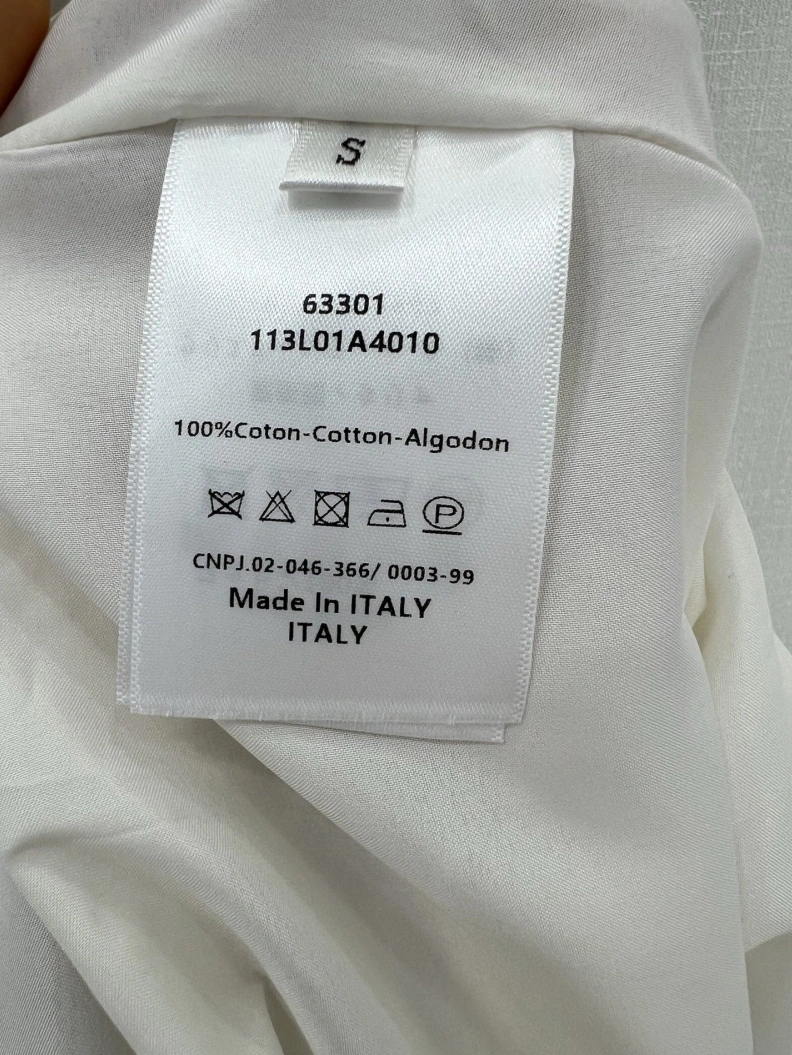 S
63301
113L01A4010
100%Coton-Cotton-Algodon
P
CNPJ.02-046-366/ 0003-99
Made In ITALY
ITALY